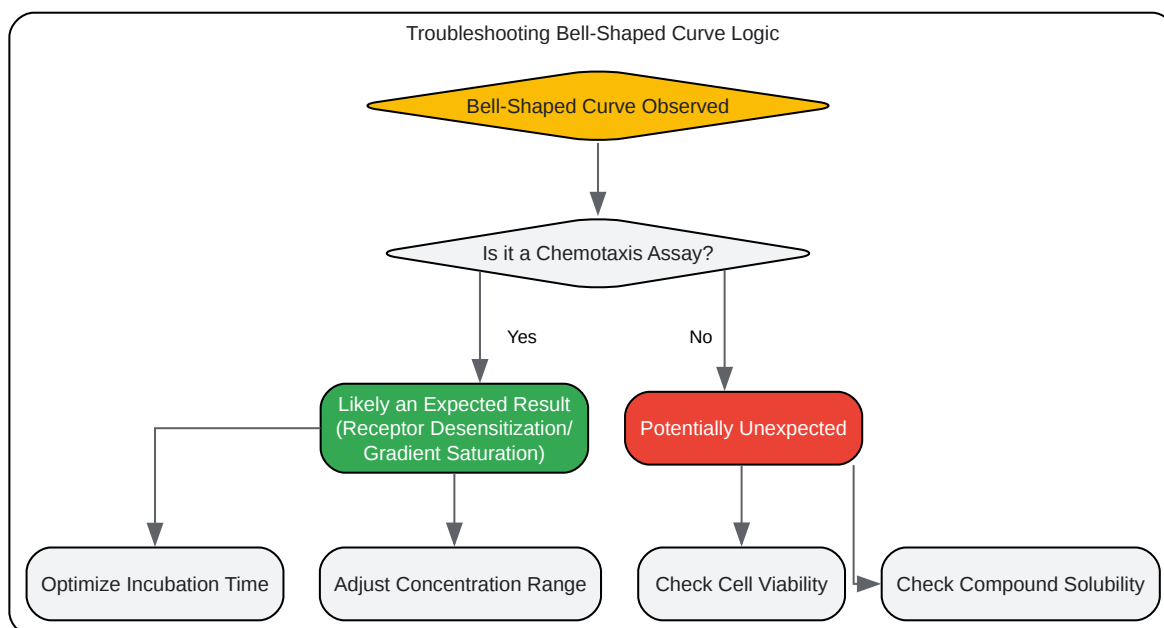 Troubleshooting Bell-Shaped Curve Logic
Bell-Shaped Curve Observed
Is it a Chemotaxis Assay?
Yes
No
Likely an Expected Result
(Receptor Desensitization/
Gradient Saturation)
Potentially Unexpected
Optimize Incubation Time
Adjust Concentration Range
Check Cell Viability
Check Compound Solubility